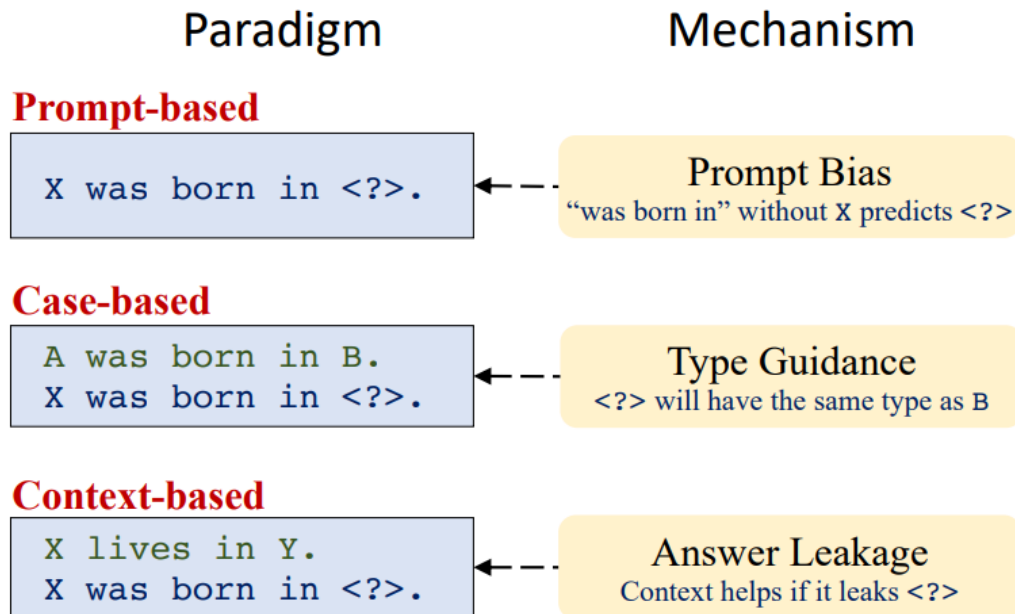 Paradigm Mechanism
Prompt-based
X was born in <?>.
Prompt Bias
“was born in” without X predicts <?>
Case-based
A was born in B.
X was born in <?>.
Type Guidance
<?> will have the same type as B
Context-based
X lives in Y.
X was born in <?>.
Answer Leakage
Context helps if it leaks <?>